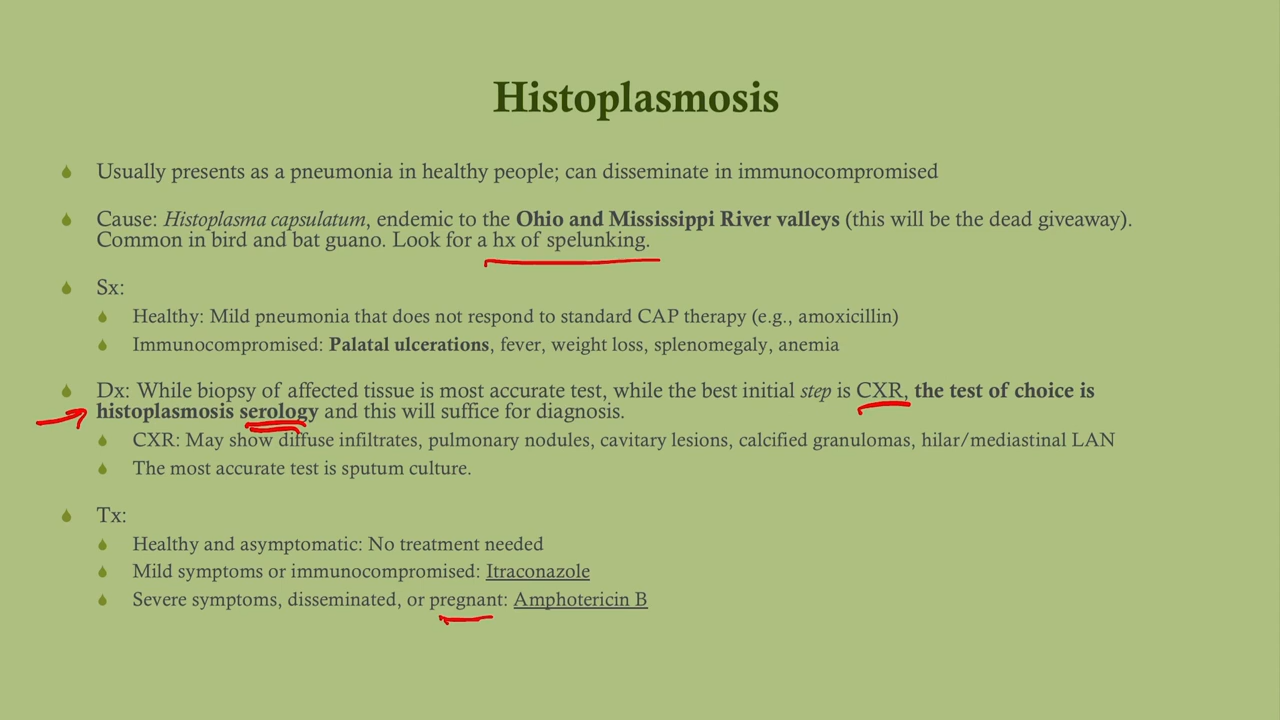 Histoplasmosis
Usually presents as a pneumonia in healthy people; can disseminate in immunocompromised
Cause: Histoplasma capsulatum, endemic to the Ohio and Mississippi River valleys (this will be the dead giveaway).
Common in bird and bat guano. Look for a hx of spelunking.
Sx:
Healthy: Mild pneumonia that does not respond to standard CAP therapy (e.g., amoxicillin)
Immunocompromised: Palatal ulcerations, fever, weight loss, splenomegaly, anemia
Dx: While biopsy of affected tissue is most accurate test, while the best initial step is CXR, the test of choice is
histoplasmosis serology and this will suffice for diagnosis.
CXR: May show diffuse infiltrates, pulmonary nodules, cavitary lesions, calcified granulomas, hilar/mediastinal LAN
The most accurate test is sputum culture.
Tx:
Healthy and asymptomatic: No treatment needed
Mild symptoms or immunocompromised: Itraconazole
Severe symptoms, disseminated, or pregnant: Amphotericin B